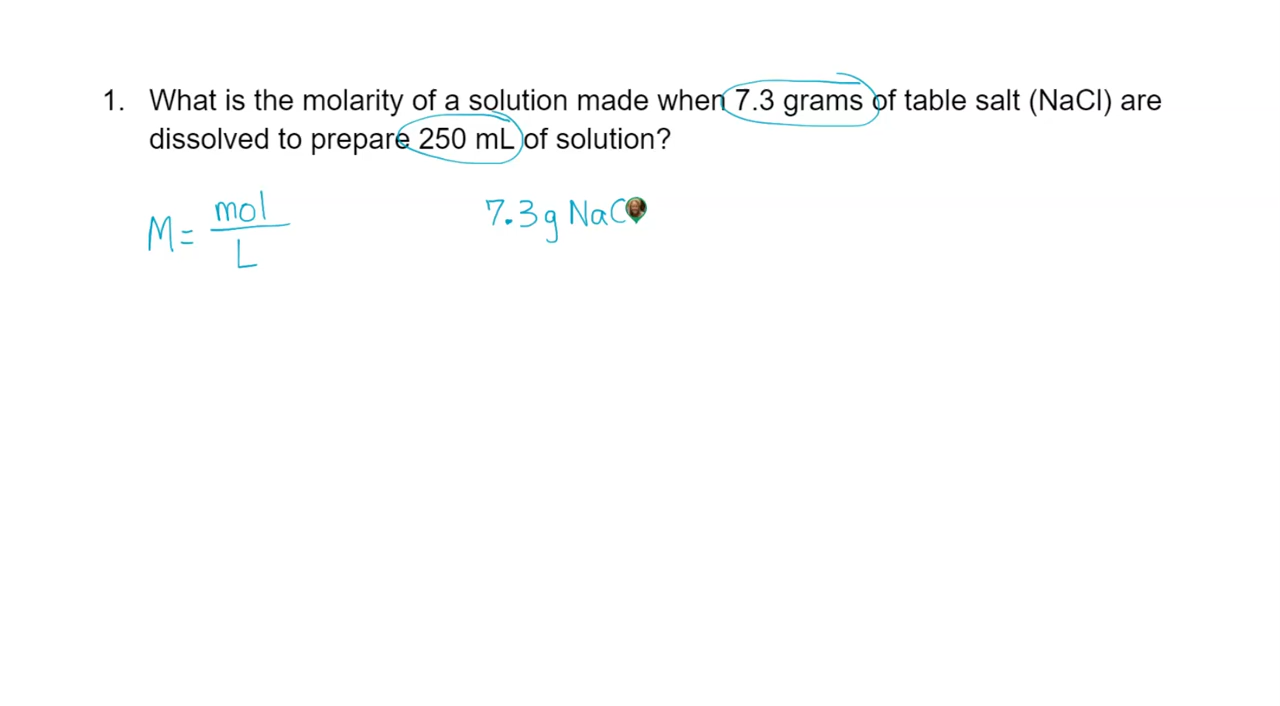 1. What is the molarity of a solution made when 7.3 grams of table salt (NaCl) are
dissolved to prepare 250 mL of solution?
M = mol
L
7.3 g NaC